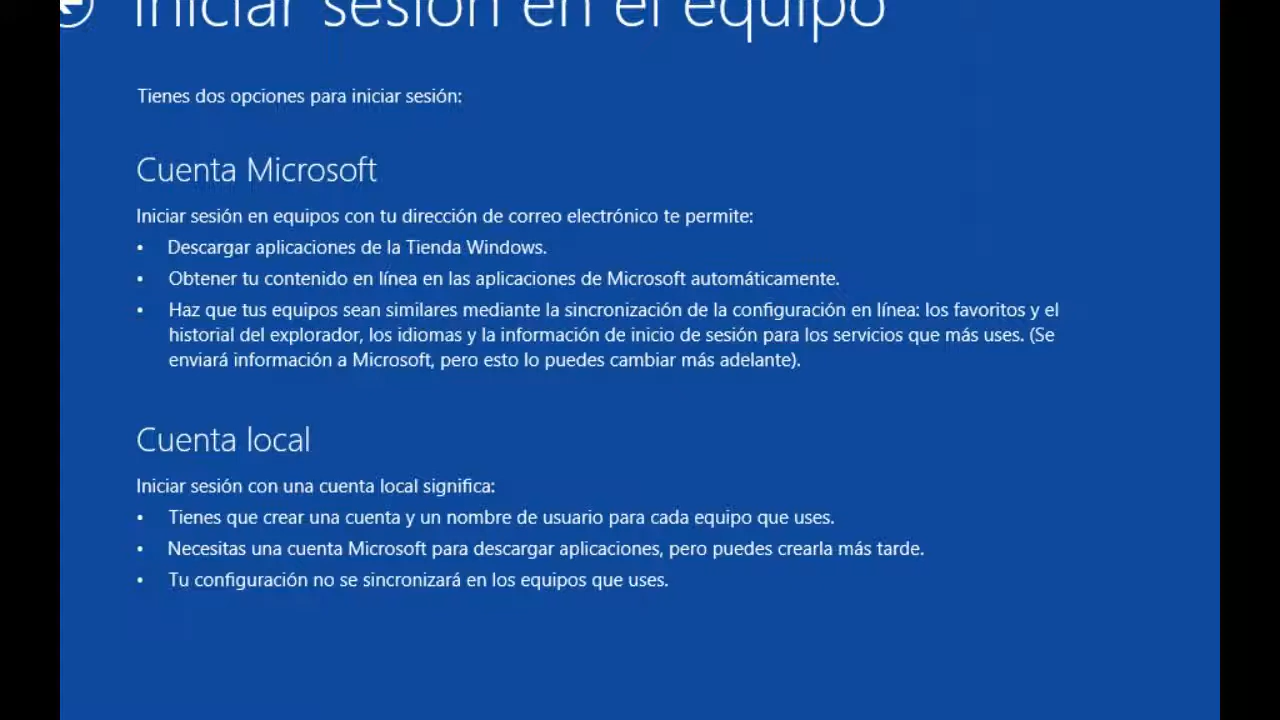 Iniciar sesión en el equipo
Tienes dos opciones para iniciar sesión:
Cuenta Microsoft
Iniciar sesión en equipos con tu dirección de correo electrónico te permite:
• Descargar aplicaciones de la Tienda Windows.
• Obtener tu contenido en línea en las aplicaciones de Microsoft automáticamente.
• Haz que tus equipos sean similares mediante la sincronización de la configuración en línea: los favoritos y el
historial del explorador, los idiomas y la información de inicio de sesión para los servicios que más uses. (Se
enviará información a Microsoft, pero esto lo puedes cambiar más adelante).
Cuenta local
Iniciar sesión con una cuenta local significa:
• Tienes que crear una cuenta y un nombre de usuario para cada equipo que uses.
• Necesitas una cuenta Microsoft para descargar aplicaciones, pero puedes crearla más tarde.
• Tu configuración no se sincronizará en los equipos que uses.